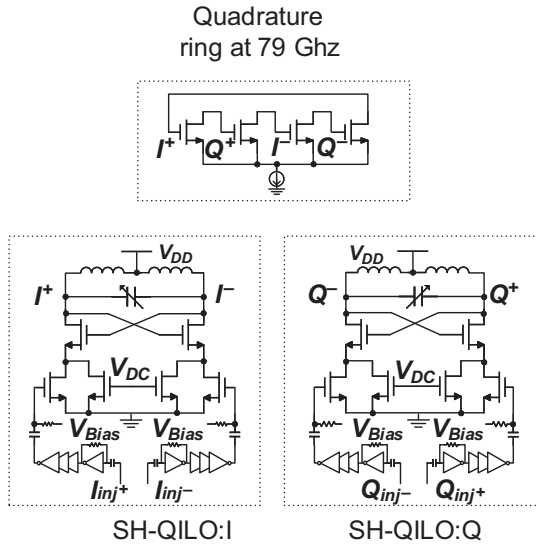 Quadrature
ring at 79 Ghz
I+ Q+ I− Q−
VDD VDD
I+ I− Q− Q+
VDC VDC
VBias VBias VBias VBias
Iinj+ Iinj− Qinj− Qinj+
SH-QILO:I SH-QILO:Q